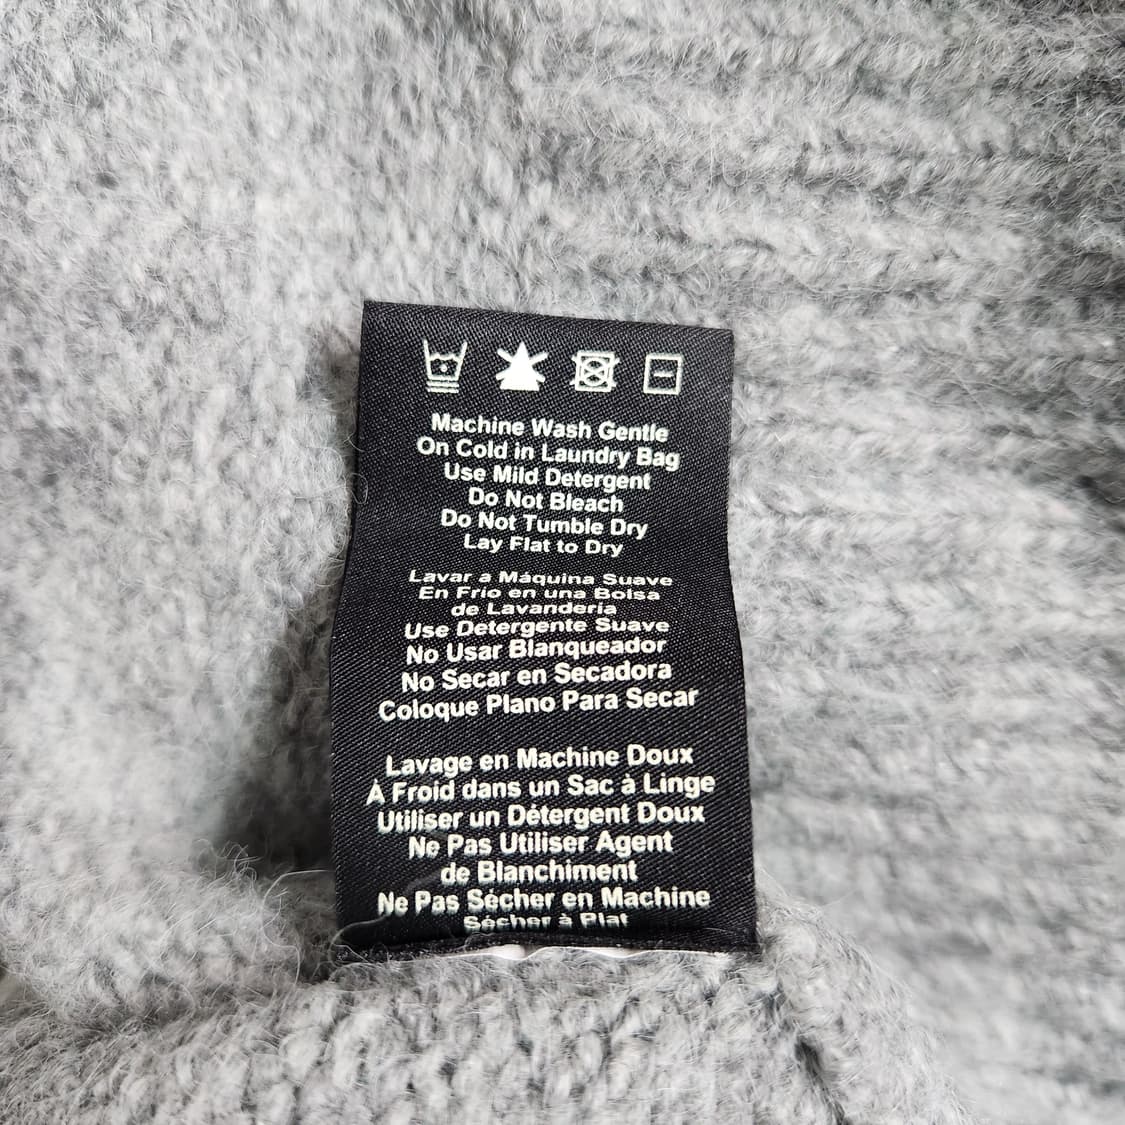 Machine Wash Gentle
On Cold in Laundry Bag
Use Mild Detergent
Do Not Bleach
Do Not Tumble Dry
Lay Flat to Dry
Lavar a Máquina Suave
En Frío en una Bolsa
de Lavandería
Use Detergente Suave
No Usar Blanqueador
No Secar en Secadora
Coloque Plano Para Secar
Lavage en Machine Doux
À Froid dans un Sac à Linge
Utiliser un Détergent Doux
Ne Pas Utiliser Agent
de Blanchiment
Ne Pas Sécher en Machine
Sécher à Plat